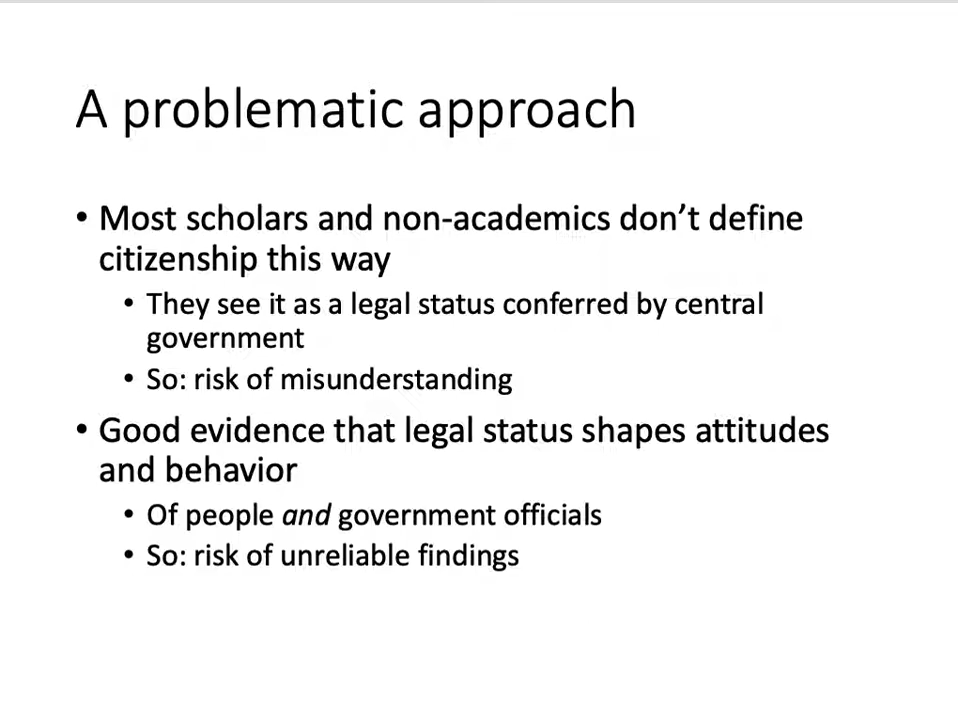 A problematic approach
• Most scholars and non-academics don’t define
citizenship this way
• They see it as a legal status conferred by central
government
• So: risk of misunderstanding
• Good evidence that legal status shapes attitudes
and behavior
• Of people and government officials
• So: risk of unreliable findings